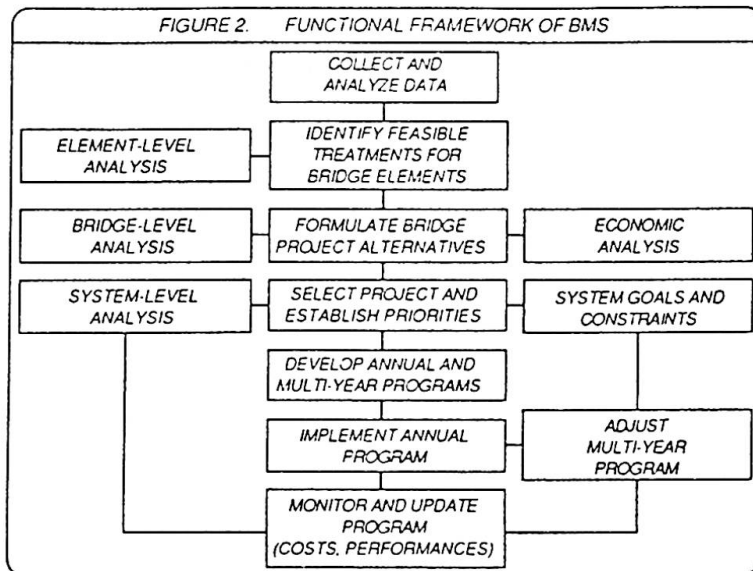 FIGURE 2. FUNCTIONAL FRAMEWORK OF BMS
COLLECT AND
ANALYZE DATA
ELEMENT-LEVEL
ANALYSIS
IDENTIFY FEASIBLE
TREATMENTS FOR
BRIDGE ELEMENTS
BRIDGE-LEVEL
ANALYSIS
FORMULATE BRIDGE
PROJECT ALTERNATIVES
ECONOMIC
ANALYSIS
SYSTEM-LEVEL
ANALYSIS
SELECT PROJECT AND
ESTABLISH PRIORITIES
SYSTEM GOALS AND
CONSTRAINTS
DEVELOP ANNUAL AND
MULTI-YEAR PROGRAMS
IMPLEMENT ANNUAL
PROGRAM
ADJUST
MULTI-YEAR
PROGRAM
MONITOR AND UPDATE
PROGRAM
(COSTS, PERFORMANCES)